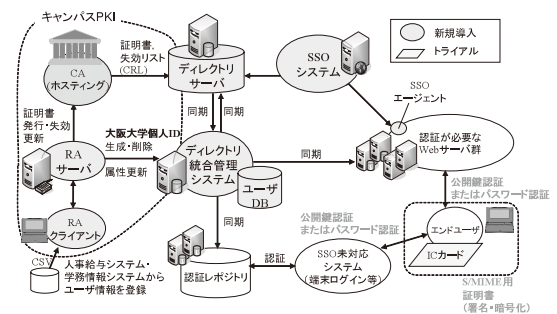 キャンパスPKI
証明書,
失効リスト
(CRL)
CA
(ホスティング)
ディレクトリ
サーバ
SSO
システム
新規導入
トライアル
SSO
エージェント
証明書
発行・失効
更新
大阪大学個人ID
生成・削除
属性更新
同期
同期
RA
サーバ
ディレクトリ
統合管理
システム
ユーザ
DB
同期
認証が必要な
Webサーバ群
RA
クライアント
同期
公開鍵認証
またはパスワード認証
公開鍵認証
またはパスワード認証
エンドユーザ
ICカード
CSV
人事給与システム・
学務情報システムから
ユーザ情報を登録
認証レポジトリ
認証
SSO未対応
システム
(端末ログイン等)
S/MIME用
証明書
(署名・暗号化)